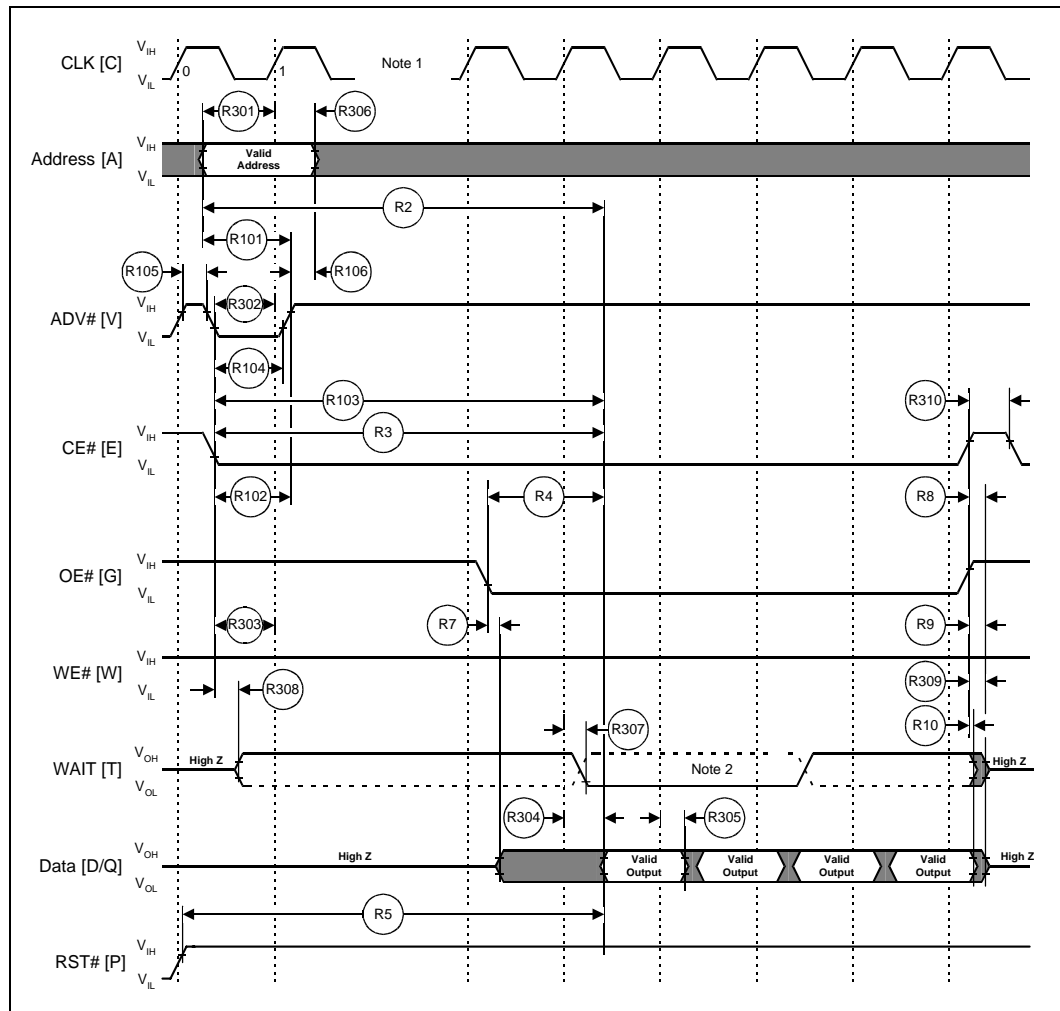 CLK [C]
VIH
VIL
0
1
Note 1
R301
R306
Address [A]
VIH
VIL
Valid
Address
R2
R101
R105
R106
ADV# [V]
VIH
VIL
R302
R104
R103
R310
CE# [E]
VIH
VIL
R3
R102
R4
R8
OE# [G]
VIH
VIL
R303
R7
R9
WE# [W]
VIH
VIL
R308
R309
R307
R10
WAIT [T]
VOH
VOL
High Z
Note 2
High Z
R304
R305
Data [D/Q]
VOH
VOL
High Z
Valid
Output
Valid
Output
Valid
Output
Valid
Output
High Z
R5
RST# [P]
VIH
VIL